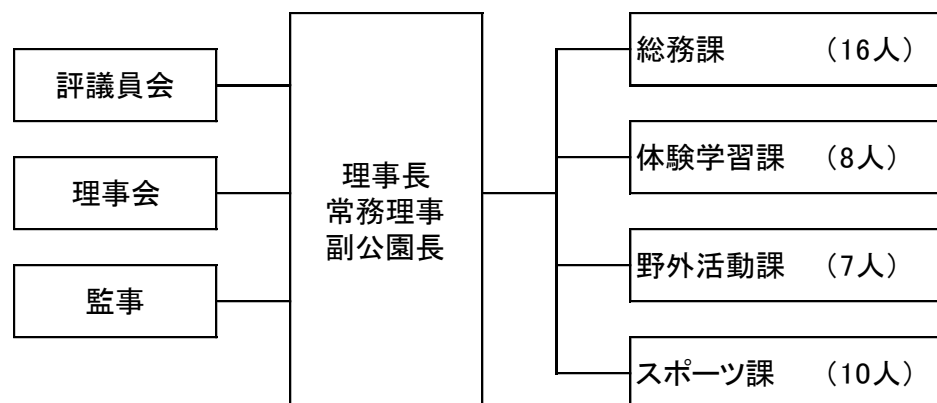 評議員会
理事会
監事
理事長
常務理事
副公園長
総務課 （16人）
体験学習課 （8人）
野外活動課 （7人）
スポーツ課 （10人）